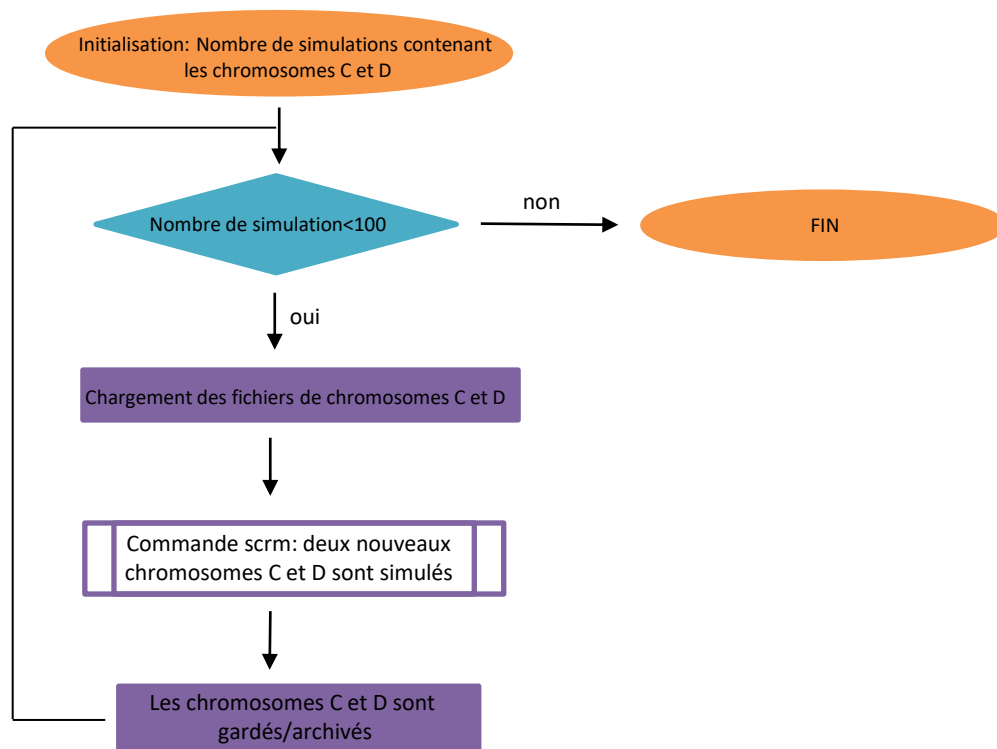 Initialisation: Nombre de simulations contenant
les chromosomes C et D
Nombre de simulation<100
non
FIN
oui
Chargement des fichiers de chromosomes C et D
Commande scrm: deux nouveaux
chromosomes C et D sont simulés
Les chromosomes C et D sont
gardés/archivés